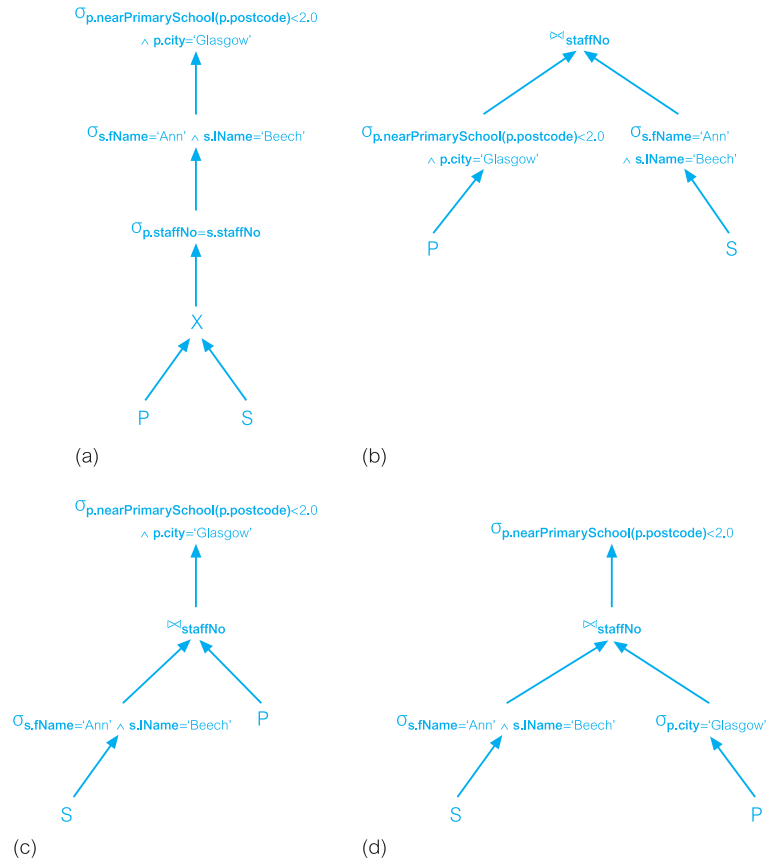 σp.nearPrimarySchool(p.postcode)<2.0
∧ p.city='Glasgow'
σs.fName='Ann' ∧ s.lName='Beech'
σp.staffNo=s.staffNo
X
P
S
(a)
⋈staffNo
σp.nearPrimarySchool(p.postcode)<2.0
∧ p.city='Glasgow'
σs.fName='Ann'
∧ s.lName='Beech'
P
S
(b)
σp.nearPrimarySchool(p.postcode)<2.0
∧ p.city='Glasgow'
⋈staffNo
σs.fName='Ann' ∧ s.lName='Beech'
P
S
(c)
σp.nearPrimarySchool(p.postcode)<2.0
⋈staffNo
σs.fName='Ann' ∧ s.lName='Beech'
σp.city='Glasgow'
S
P
(d)